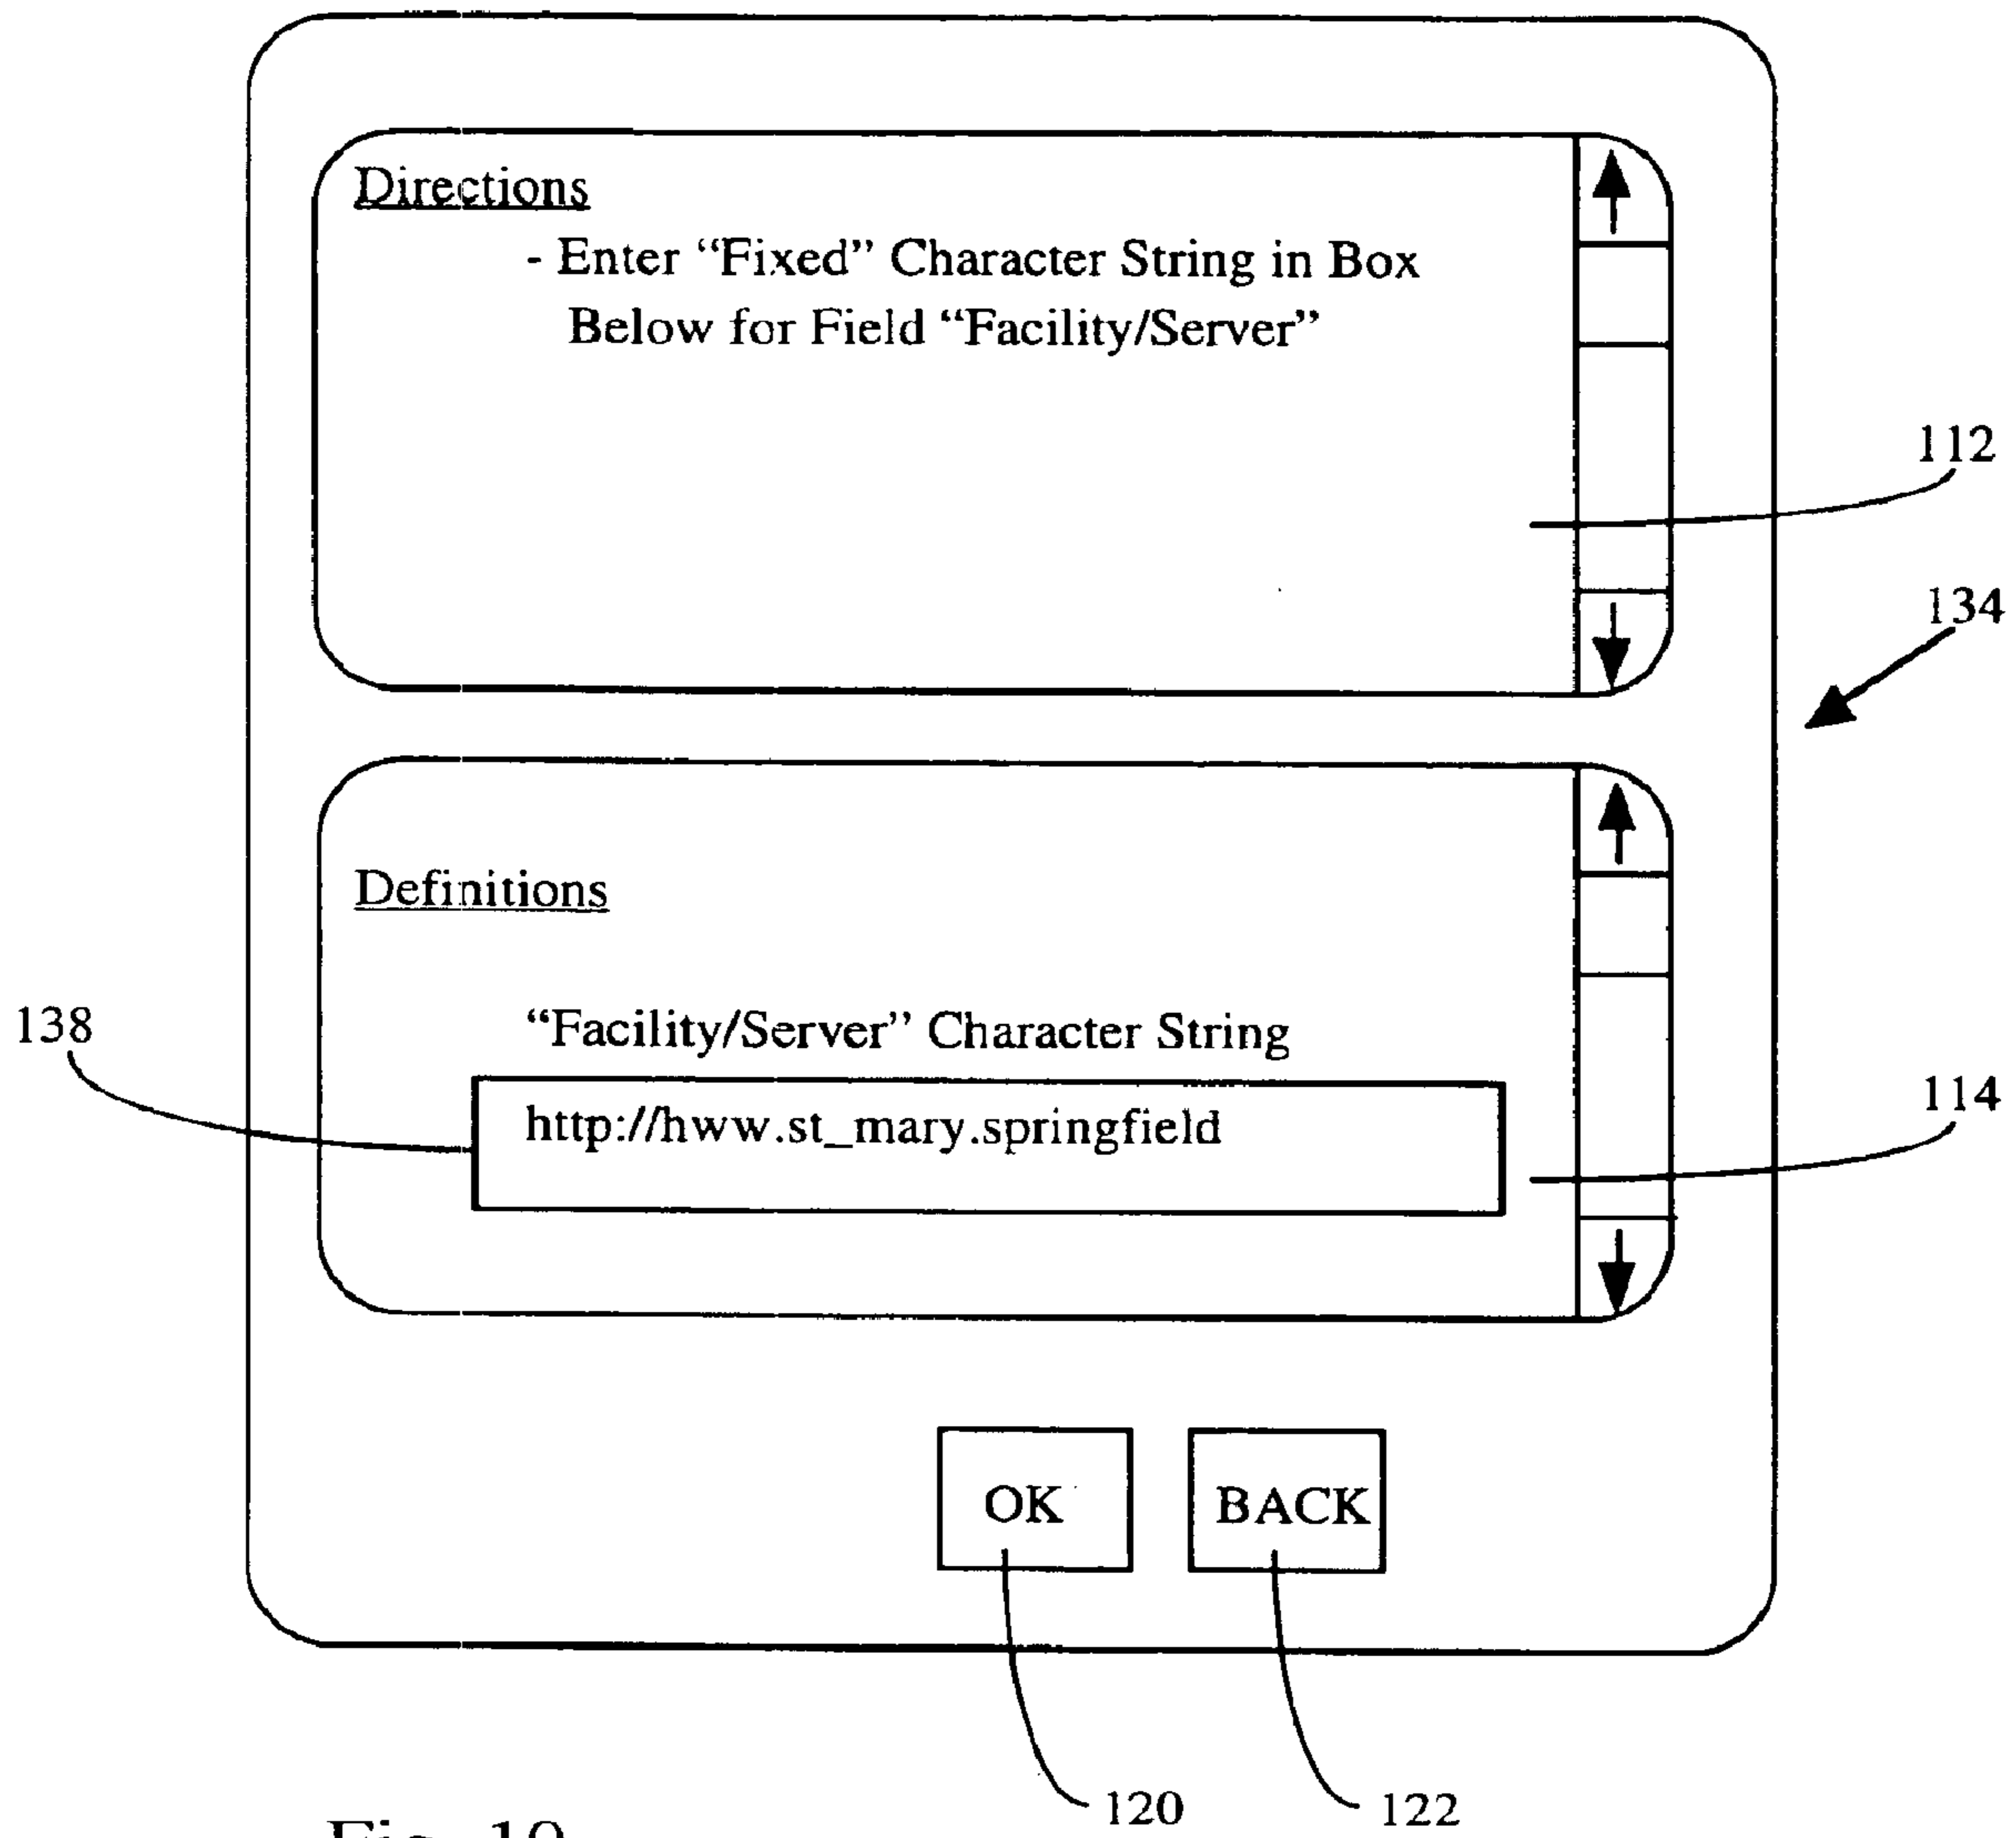 Directions
- Enter “Fixed” Character String in Box
Below for Field “Facility/Server”
112
134
Definitions
138
“Facility/Server” Character String
http://hww.st_mary.springfield
114
OK
BACK
120
122